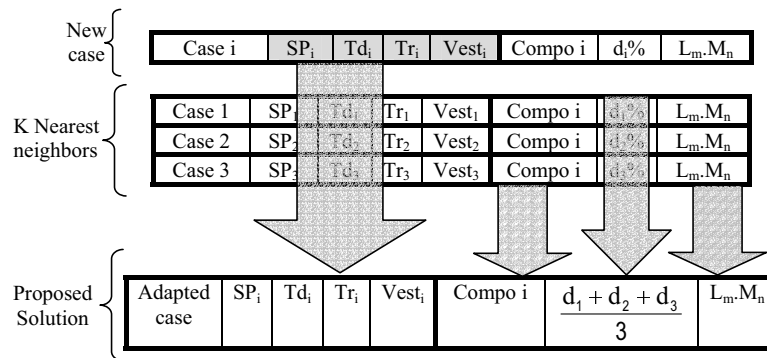 New case
Case i SPᵢ Tdᵢ Trᵢ Vestᵢ Compo i dᵢ% Lₘ.Mₙ
K Nearest neighbors
Case 1 SP₁ Td₁ Tr₁ Vest₁ Compo i d₁% Lₘ.Mₙ
Case 2 SP₂ Td₂ Tr₂ Vest₂ Compo i d₂% Lₘ.Mₙ
Case 3 SP₃ Td₃ Tr₃ Vest₃ Compo i d₃% Lₘ.Mₙ
Proposed Solution
Adapted case SPᵢ Tdᵢ Trᵢ Vestᵢ Compo i (d₁ + d₂ + d₃)/3 Lₘ.Mₙ